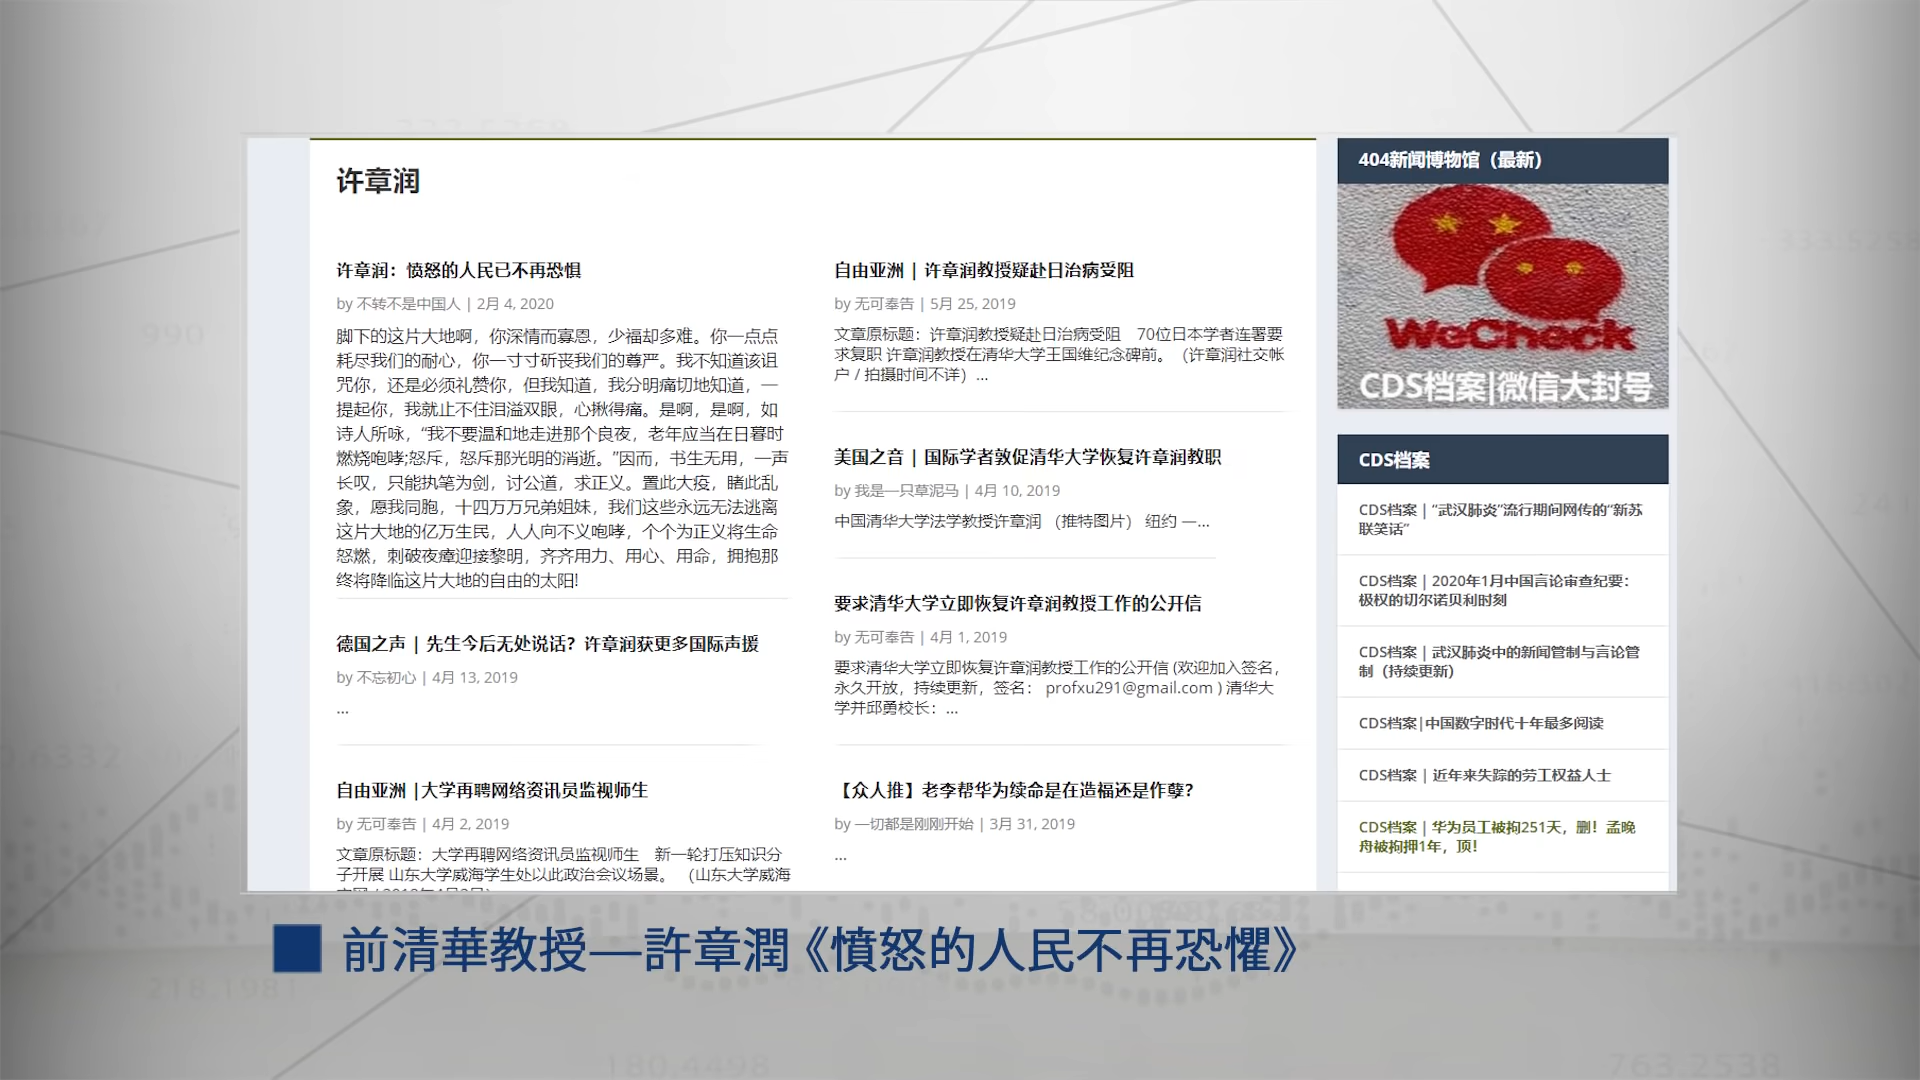 许章润
许章润：愤怒的人民已不再恐惧
by 不转不是中国人 | 2月 4, 2020
脚下的这片大地啊，你深情而寡恩，少福却多难。你一点点
耗尽我们的耐心，你一寸寸斫丧我们的尊严。我不知道该诅
咒你，还是必须礼赞你，但我知道，我分明痛切地知道，一
提起你，我就止不住泪溢双眼，心揪得痛。是啊，是啊，如
诗人所咏，“我不要温和地走进那个良夜，老年应当在日暮时
燃烧咆哮;怒斥，怒斥那光明的消逝。”因而，书生无用，一声
长叹，只能执笔为剑，讨公道，求正义。置此大疫，睹此乱
象，愿我同胞，十四万万兄弟姐妹，我们这些永远无法逃离
这片大地的亿万生民，人人向不义咆哮，个个为正义将生命
怒燃，刺破夜瘴迎接黎明，齐齐用力、用心、用命，拥抱那
终将降临这片大地的自由的太阳!
德国之声 | 先生今后无处说话？许章润获更多国际声援
by 不忘初心 | 4月 13, 2019
...
自由亚洲 |大学再聘网络资讯员监视师生
by 无可奉告 | 4月 2, 2019
文章原标题：大学再聘网络资讯员监视师生　新一轮打压知识分
子开展 山东大学威海学生处以此政治会议场景。 （山东大学威海
自由亚洲 | 许章润教授疑赴日治病受阻
by 无可奉告 | 5月 25, 2019
文章原标题：许章润教授疑赴日治病受阻　70位日本学者连署要
求复职 许章润教授在清华大学王国维纪念碑前。（许章润社交帐
户 / 拍摄时间不详）...
美国之音 | 国际学者敦促清华大学恢复许章润教职
by 我是一只草泥马 | 4月 10, 2019
中国清华大学法学教授许章润 （推特图片） 纽约 —...
要求清华大学立即恢复许章润教授工作的公开信
by 无可奉告 | 4月 1, 2019
要求清华大学立即恢复许章润教授工作的公开信 (欢迎加入签名，
永久开放，持续更新，签名： profxu291@gmail.com ) 清华大
学并邱勇校长：...
【众人推】老李帮华为续命是在造福还是作孽？
by 一切都是刚刚开始 | 3月 31, 2019
...
404新闻博物馆（最新）
WeCheck
CDS档案|微信大封号
CDS档案
CDS档案 | “武汉肺炎”流行期间网传的“新苏
联笑话”
CDS档案 | 2020年1月中国言论审查纪要：
极权的切尔诺贝利时刻
CDS档案 | 武汉肺炎中的新闻管制与言论管
制（持续更新）
CDS档案|中国数字时代十年最多阅读
CDS档案 | 近年来失踪的劳工权益人士
CDS档案 | 华为员工被拘251天，删！孟晚
舟被拘押1年，顶！
前清華教授—許章潤《憤怒的人民不再恐懼》
990
218.1981
180.4498
763.2538